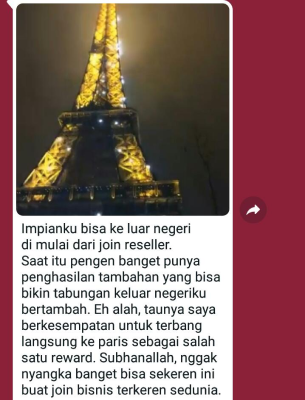 Impianku bisa ke luar negeri
di mulai dari join reseller.
Saat itu pengen banget punya
penghasilan tambahan yang bisa
bikin tabungan keluar negeriku
bertambah. Eh alah, taunya saya
berkesempatan untuk terbang
langsung ke paris sebagai salah
satu reward. Subhanallah, nggak
nyangka banget bisa sekeren ini
buat join bisnis terkeren sedunia.